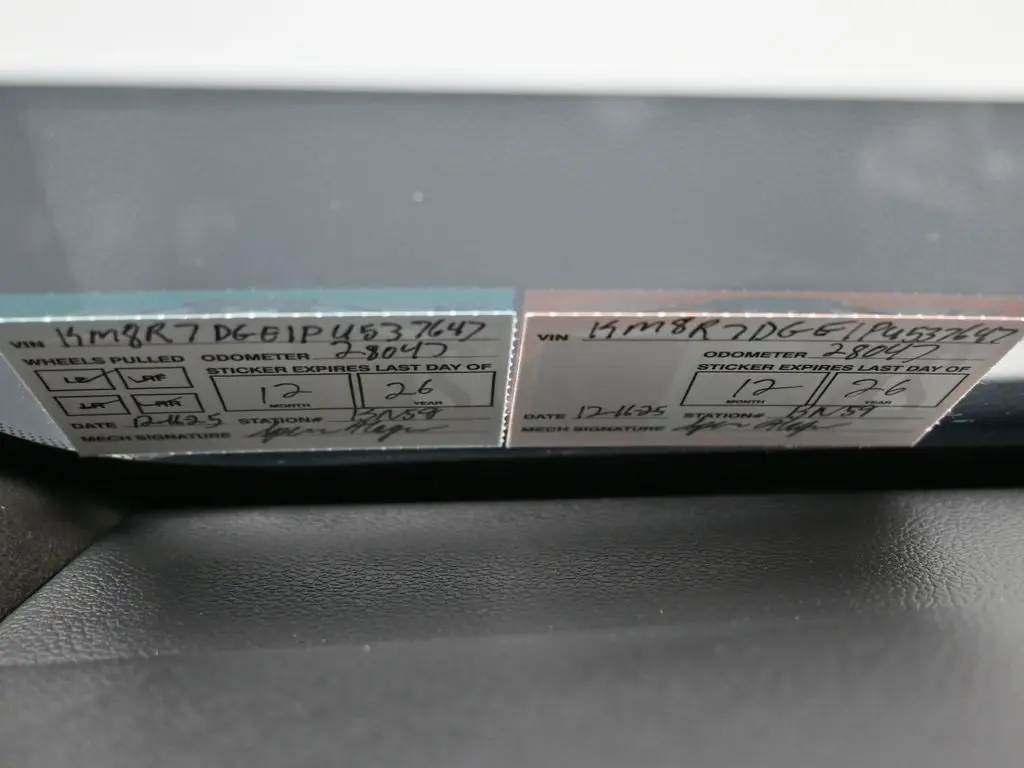 VIN KM8R7DGE1PU537647
WHEELS PULLED ODOMETER 28047
LF RF STICKER EXPIRES LAST DAY OF
LR RR 12 26
MONTH YEAR
DATE 12-16-25 STATION# BN58
MECH SIGNATURE
VIN KM8R7DGE1PU537647
ODOMETER 28047
STICKER EXPIRES LAST DAY OF
12 26
MONTH YEAR
DATE 12-16-25 STATION# BN58
MECH SIGNATURE